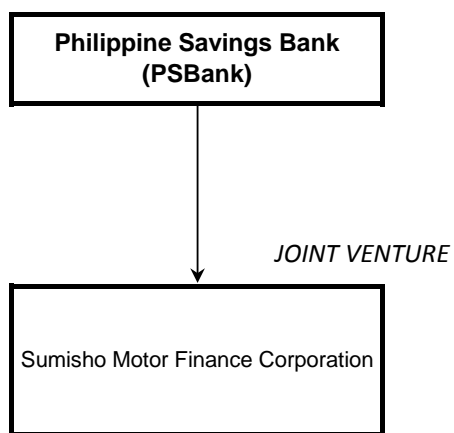 Philippine Savings Bank
(PSBank)
JOINT VENTURE
Sumisho Motor Finance Corporation